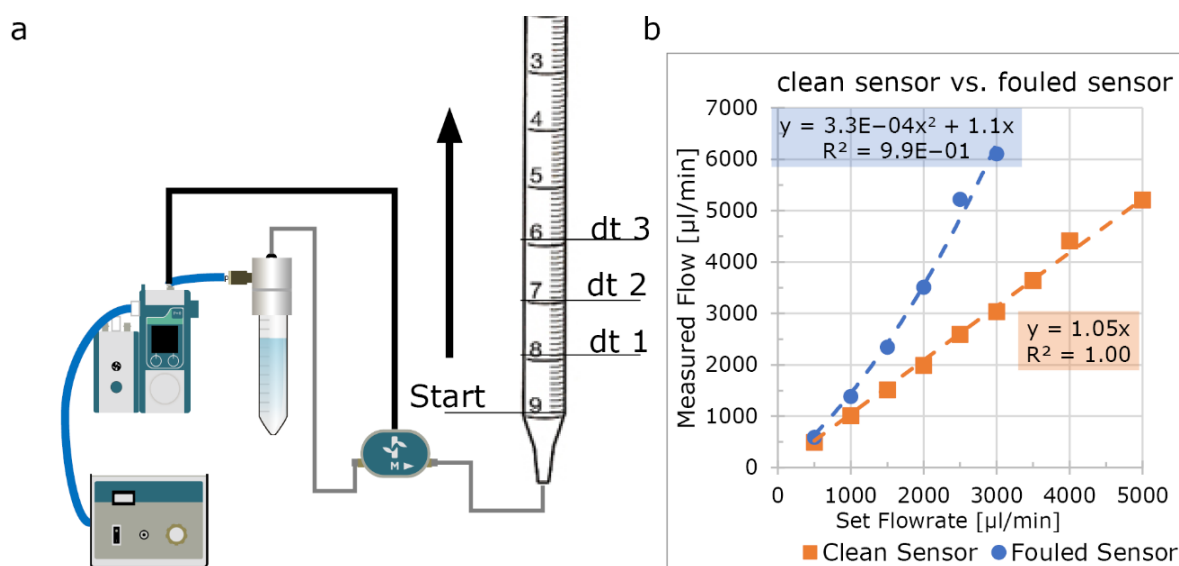 a
3
4
5
6
dt 3
7
dt 2
8
dt 1
Start
9
M
b
clean sensor vs. fouled sensor
7000
y = 3.3E−04x² + 1.1x
R² = 9.9E−01
6000
5000
4000
3000
y = 1.05x
R² = 1.00
2000
1000
0
Measured Flow [µl/min]
0 1000 2000 3000 4000 5000
Set Flowrate [µl/min]
Clean Sensor Fouled Sensor